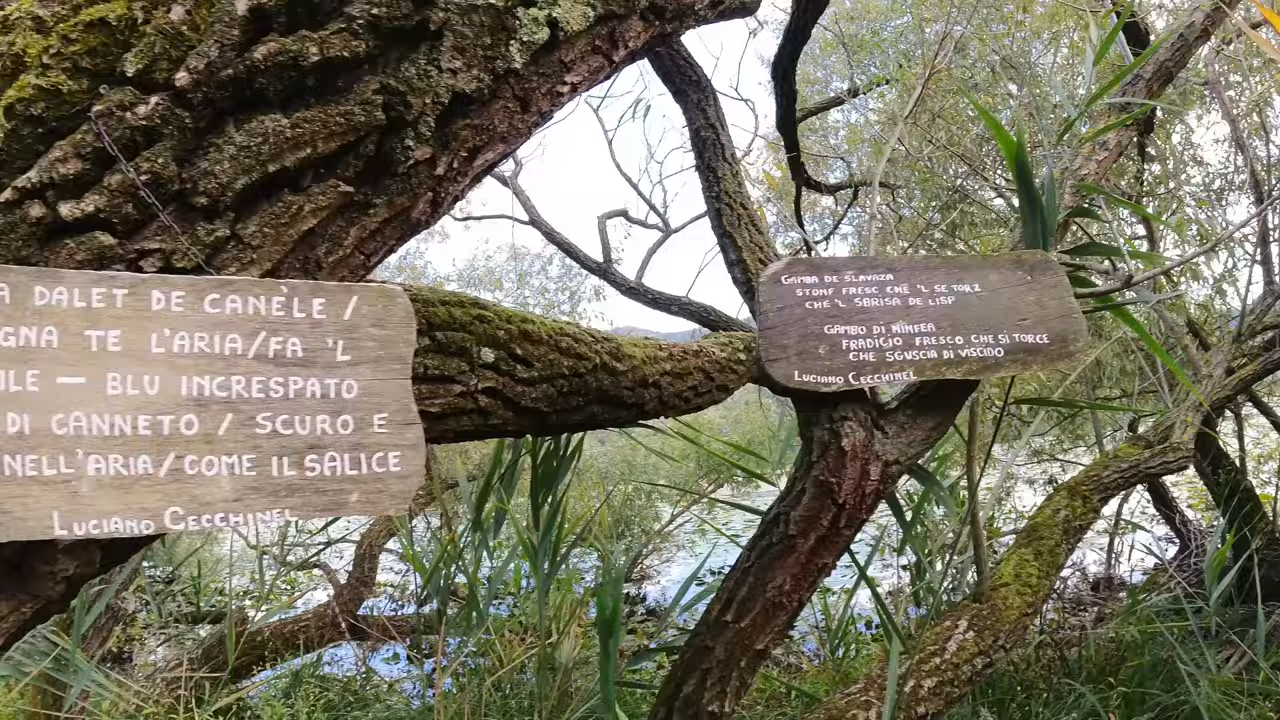 A DALET DE CANÈLE /
GNA TE L'ARIA/FA 'L
ILE — BLU INCRESPATO
DI CANNETO / SCURO E
NELL'ARIA/COME IL SALICE
LUCIANO CECCHINEL
GAMBA DE SLAVAZA
STONF FRESC CHE 'L SE TORZ
CHE 'L SBRISA DE LISP
GAMBO DI NINFEA
FRADICIO FRESCO CHE SI TORCE
CHE SGUSCIA DI VISCIDO
LUCIANO CECCHINEL